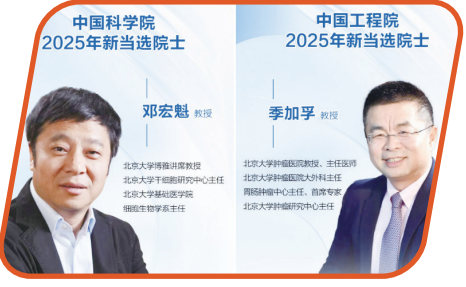 中国科学院
2025年新当选院士
邓宏魁 教授
北京大学博雅讲席教授
北京大学干细胞研究中心主任
北京大学基础医学院
细胞生物学系主任
中国工程院
2025年新当选院士
季加孚 教授
北京大学肿瘤医院教授、主任医师
北京大学肿瘤医院大外科主任
胃肠肿瘤中心主任、首席专家
北京大学肿瘤研究中心主任